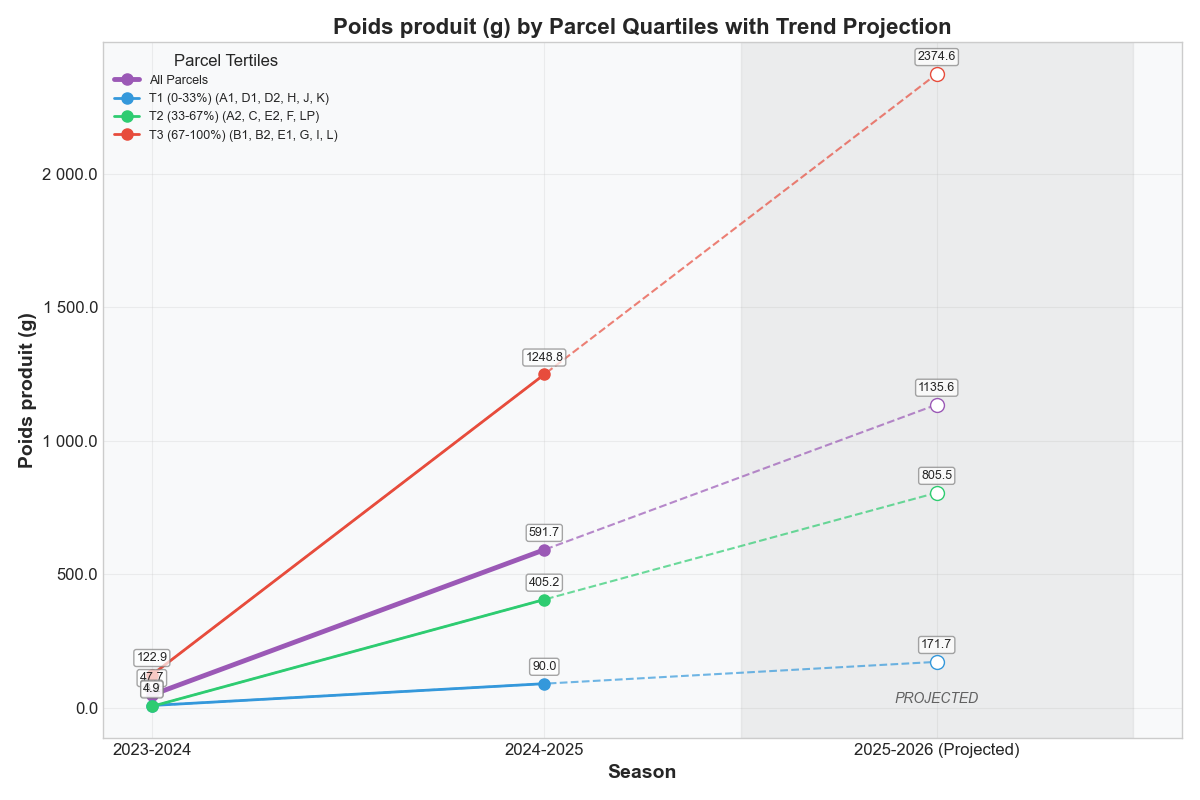 Poids produit (g) by Parcel Quartiles with Trend Projection
Parcel Tertiles
All Parcels
T1 (0-33%) (A1, D1, D2, H, J, K)
T2 (33-67%) (A2, C, E2, F, LP)
T3 (67-100%) (B1, B2, E1, G, I, L)
2374.6
2 000.0
1 500.0
1248.8
1135.6
1 000.0
805.5
591.7
500.0
405.2
171.7
122.9
90.0
47.7
4.9
0.0
PROJECTED
2023-2024
2024-2025
2025-2026 (Projected)
Season
Poids produit (g)